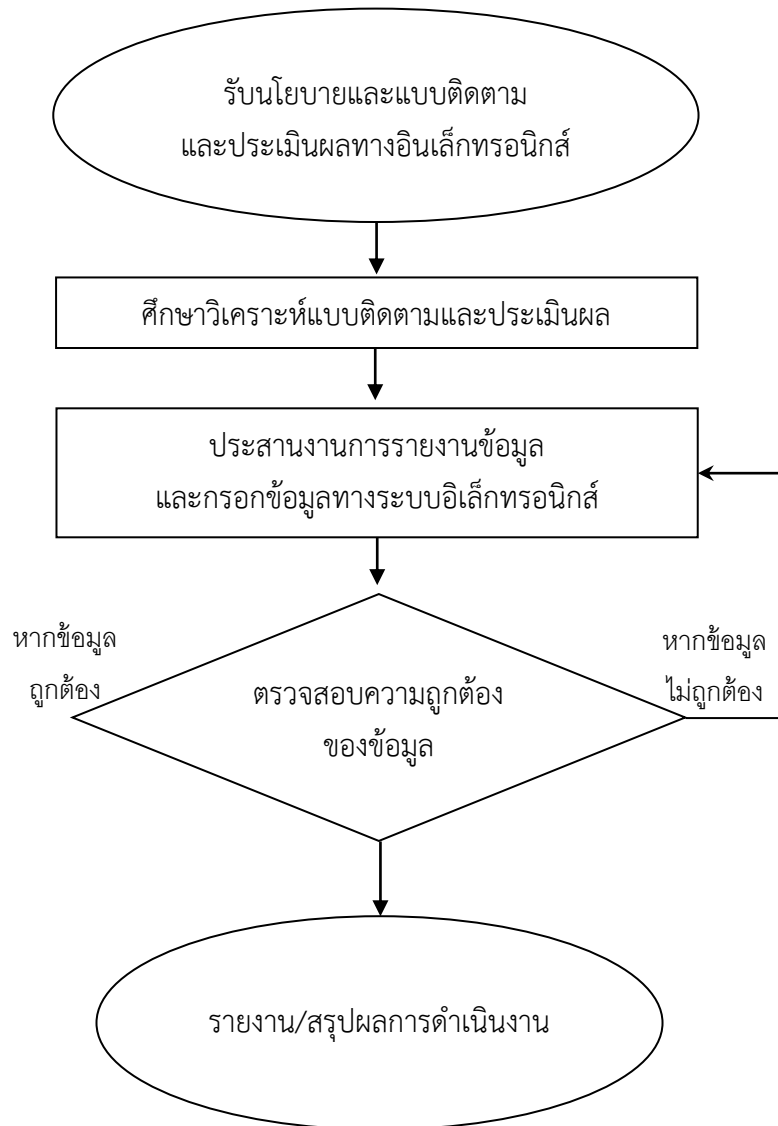 รับนโยบายและแบบติดตาม
และประเมินผลทางอินเล็กทรอนิกส์
ศึกษาวิเคราะห์แบบติดตามและประเมินผล
ประสานงานการรายงานข้อมูล
และกรอกข้อมูลทางระบบอิเล็กทรอนิกส์
หากข้อมูล
ถูกต้อง
ตรวจสอบความถูกต้อง
ของข้อมูล
หากข้อมูล
ไม่ถูกต้อง
รายงาน/สรุปผลการดำเนินงาน